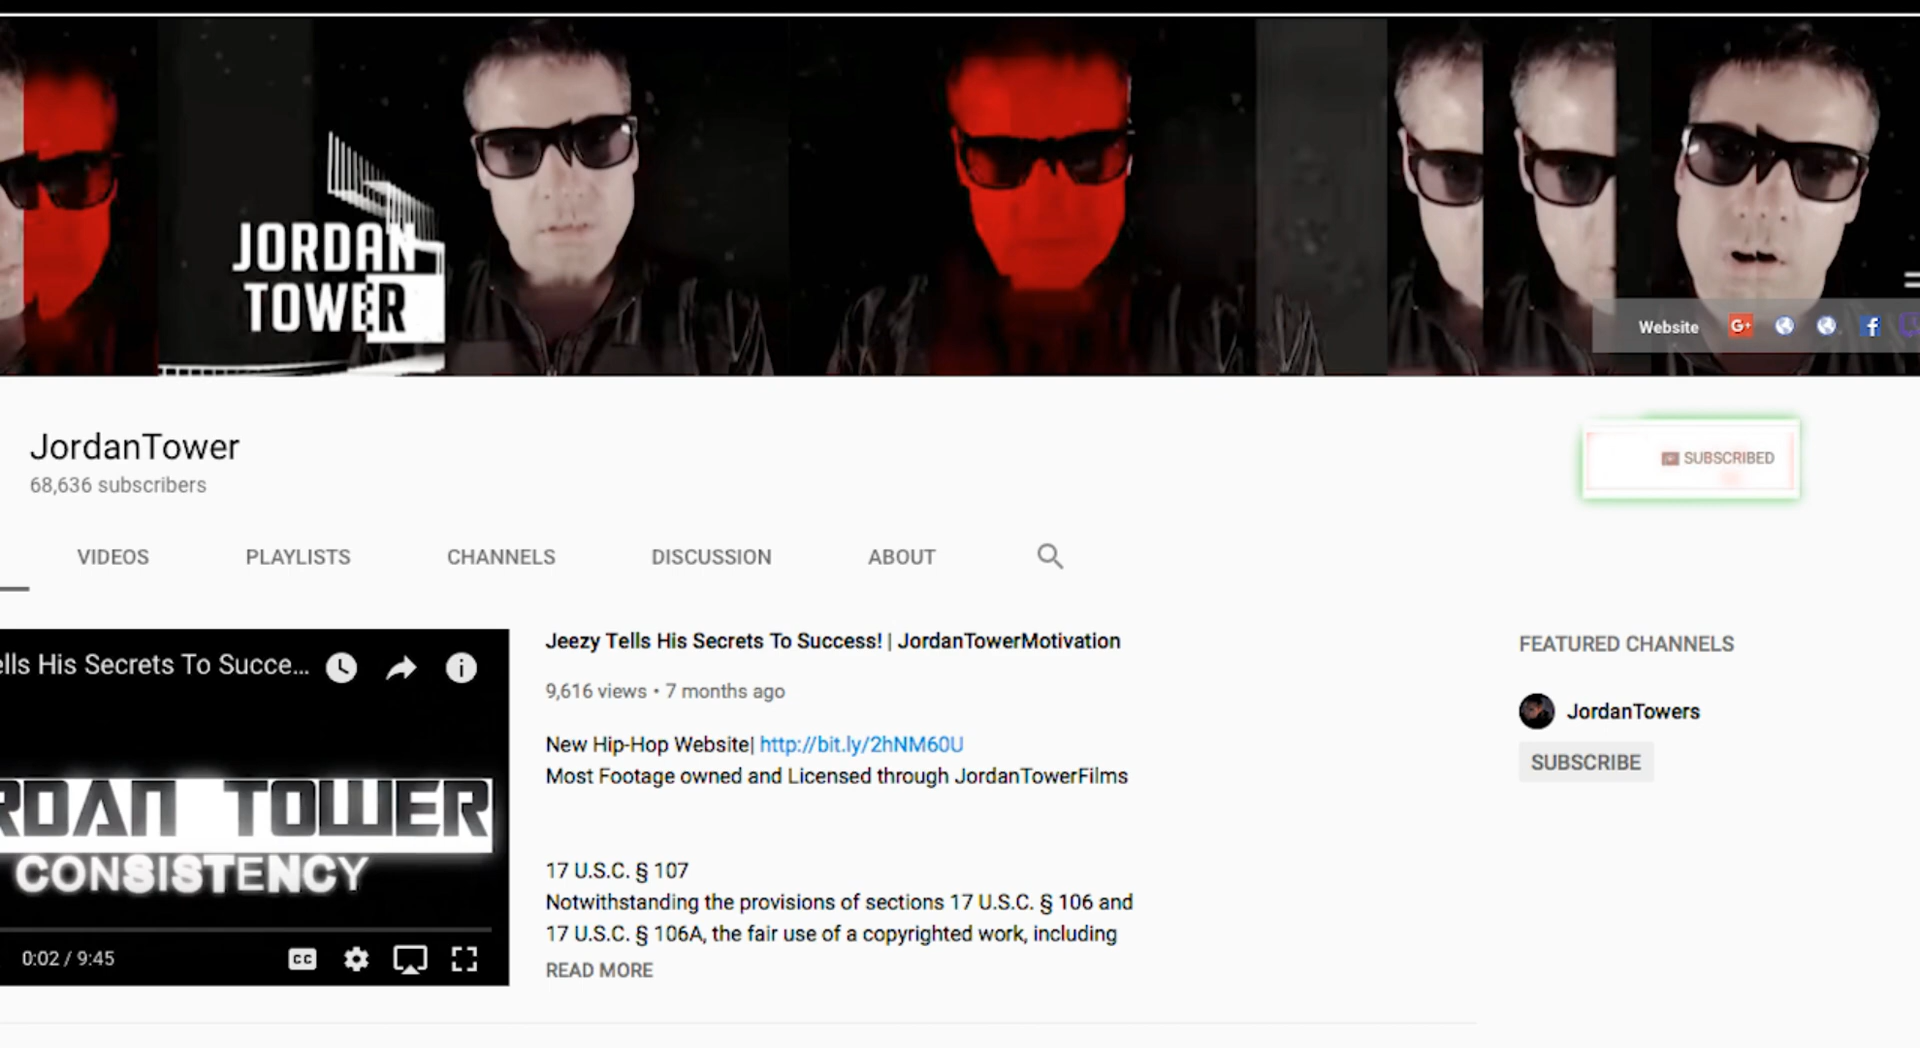 JORDAN
TOWER
Website
JordanTower
68,636 subscribers
SUBSCRIBED
VIDEOS PLAYLISTS CHANNELS DISCUSSION ABOUT
ells His Secrets To Succe...
RDAN TOWER
CONSISTENCY
0:02 / 9:45
CC
Jeezy Tells His Secrets To Success! | JordanTowerMotivation
9,616 views • 7 months ago
New Hip-Hop Website| http://bit.ly/2hNM60U
Most Footage owned and Licensed through JordanTowerFilms
17 U.S.C. § 107
Notwithstanding the provisions of sections 17 U.S.C. § 106 and
17 U.S.C. § 106A, the fair use of a copyrighted work, including
READ MORE
FEATURED CHANNELS
JordanTowers
SUBSCRIBE